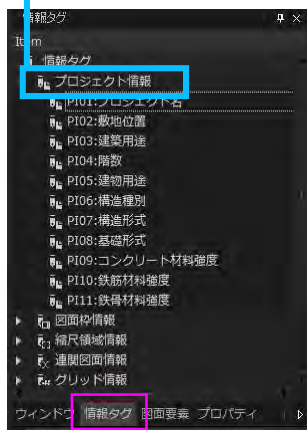 情報タグ
Item
情報タグ
プロジェクト情報
PI01:プロジェクト名
PI02:敷地位置
PI03:建築用途
PI04:階数
PI05:建物用途
PI06:構造種別
PI07:構造形式
PI08:基礎形式
PI09:コンクリート材料強度
PI10:鉄筋材料強度
PI11:鉄骨材料強度
図面枠情報
縮尺領域情報
連関図面情報
グリッド情報
ウィンドウ 情報タグ 図面要素 プロパティ